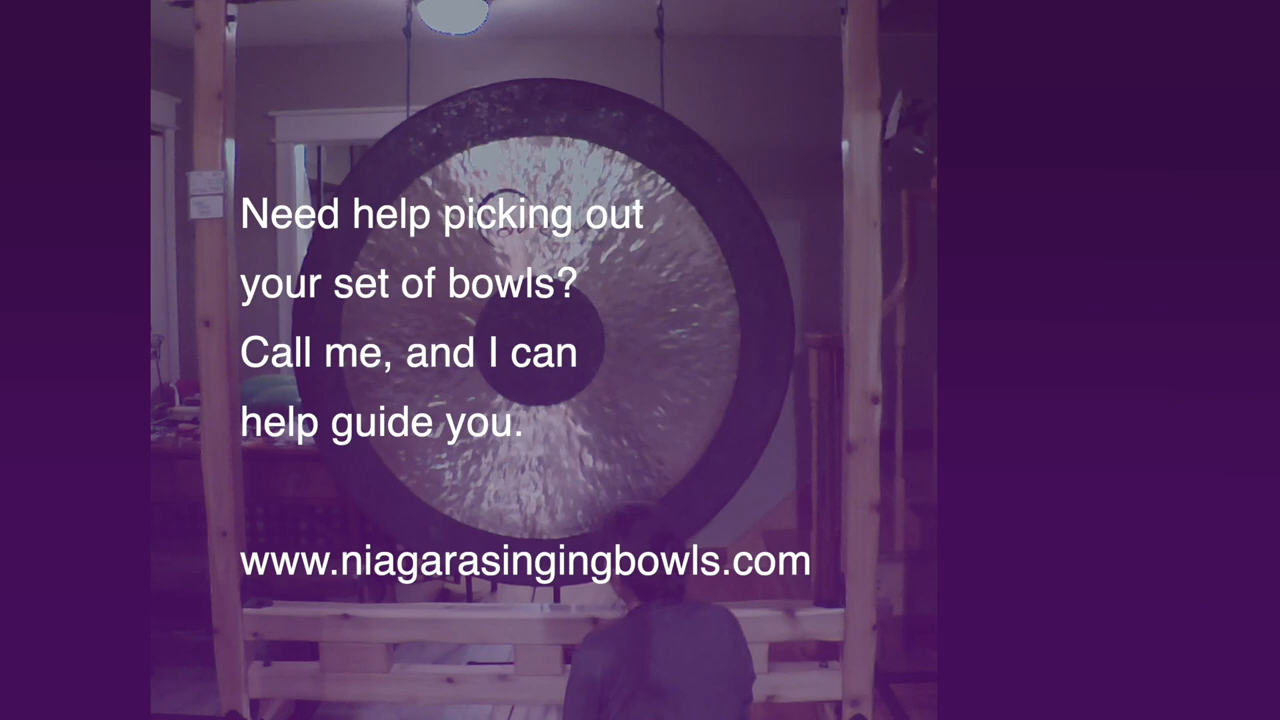 Need help picking out
your set of bowls?
Call me, and I can
help guide you.
www.niagarasingingbowls.com